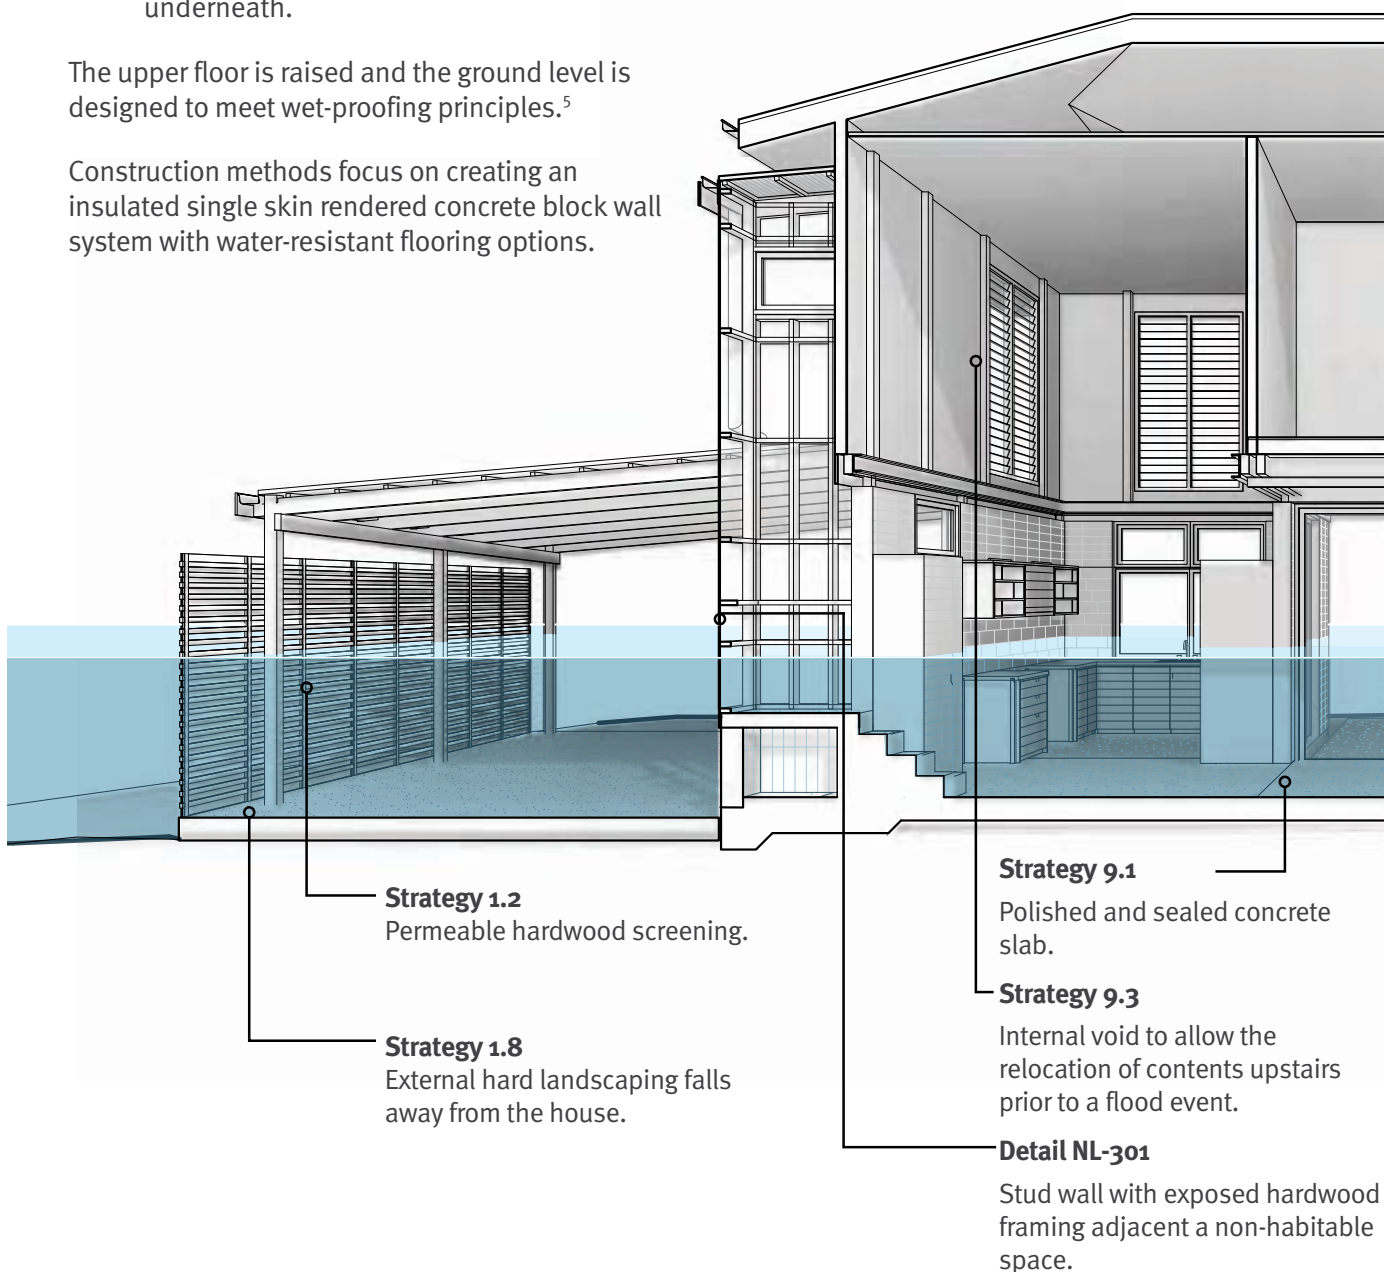 underneath.
The upper floor is raised and the ground level is
designed to meet wet-proofing principles.⁵
Construction methods focus on creating an
insulated single skin rendered concrete block wall
system with water-resistant flooring options.
Strategy 1.2
Permeable hardwood screening.
Strategy 1.8
External hard landscaping falls
away from the house.
Strategy 9.1
Polished and sealed concrete
slab.
Strategy 9.3
Internal void to allow the
relocation of contents upstairs
prior to a flood event.
Detail NL-301
Stud wall with exposed hardwood
framing adjacent a non-habitable
space.